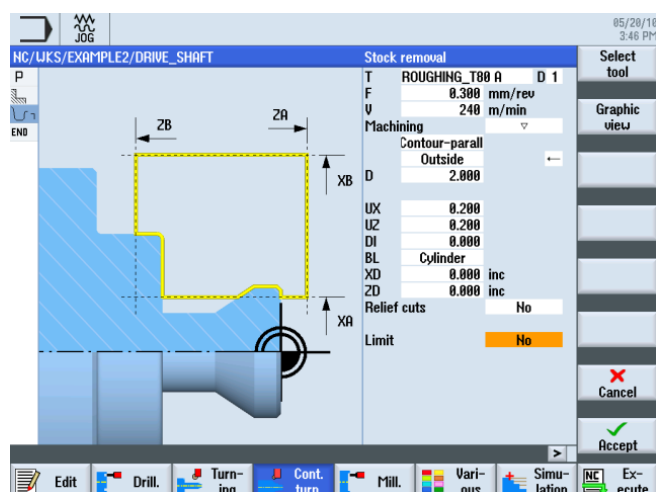 JOG
05/20/10
3:46 PM
NC/WKS/EXAMPLE2/DRIVE_SHAFT
Stock removal
Select
tool
P
END
T ROUGHING_T80 A D 1
F 0.300 mm/rev
V 240 m/min
Machining ▽
Contour-parall
Outside ←
D 2.000
UX 0.200
UZ 0.200
DI 0.000
BL Cylinder
XD 0.000 inc
ZD 0.000 inc
Relief cuts No
Limit No
ZB
ZA
XB
XA
Graphic
view
Cancel
Accept
>
Edit
Drill.
Turn-
ing
Cont.
turn
Mill.
Vari-
ous
Simu-
lation
NC
Ex-
ecute